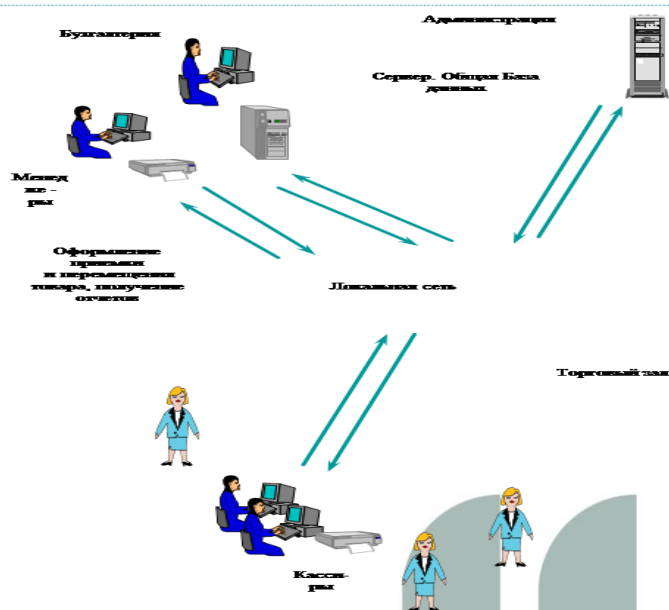 Администрация
Бухгалтерия
Сервер. Общая База
данных
Менед
же -
ры
Оформление
приемки
и перемещения
товара, получение
отчетов
Локальная сеть
Торговый зал
Касси-
ры